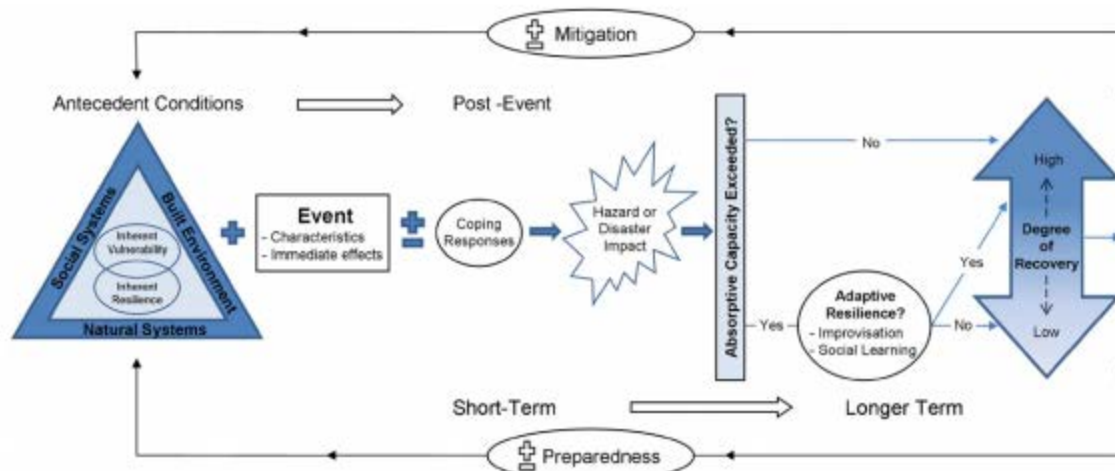 Mitigation
Antecedent Conditions
Post -Event
Social Systems
Built Environment
Natural Systems
Inherent
Vulnerability
Inherent
Resilience
Event
- Characteristics
- Immediate effects
Coping
Responses
Hazard or
Disaster
Impact
Absorptive Capacity Exceeded?
No
Yes
Adaptive
Resilience?
- Improvisation
- Social Learning
Yes
No
High
Degree
of
Recovery
Low
Short-Term
Longer Term
Preparedness